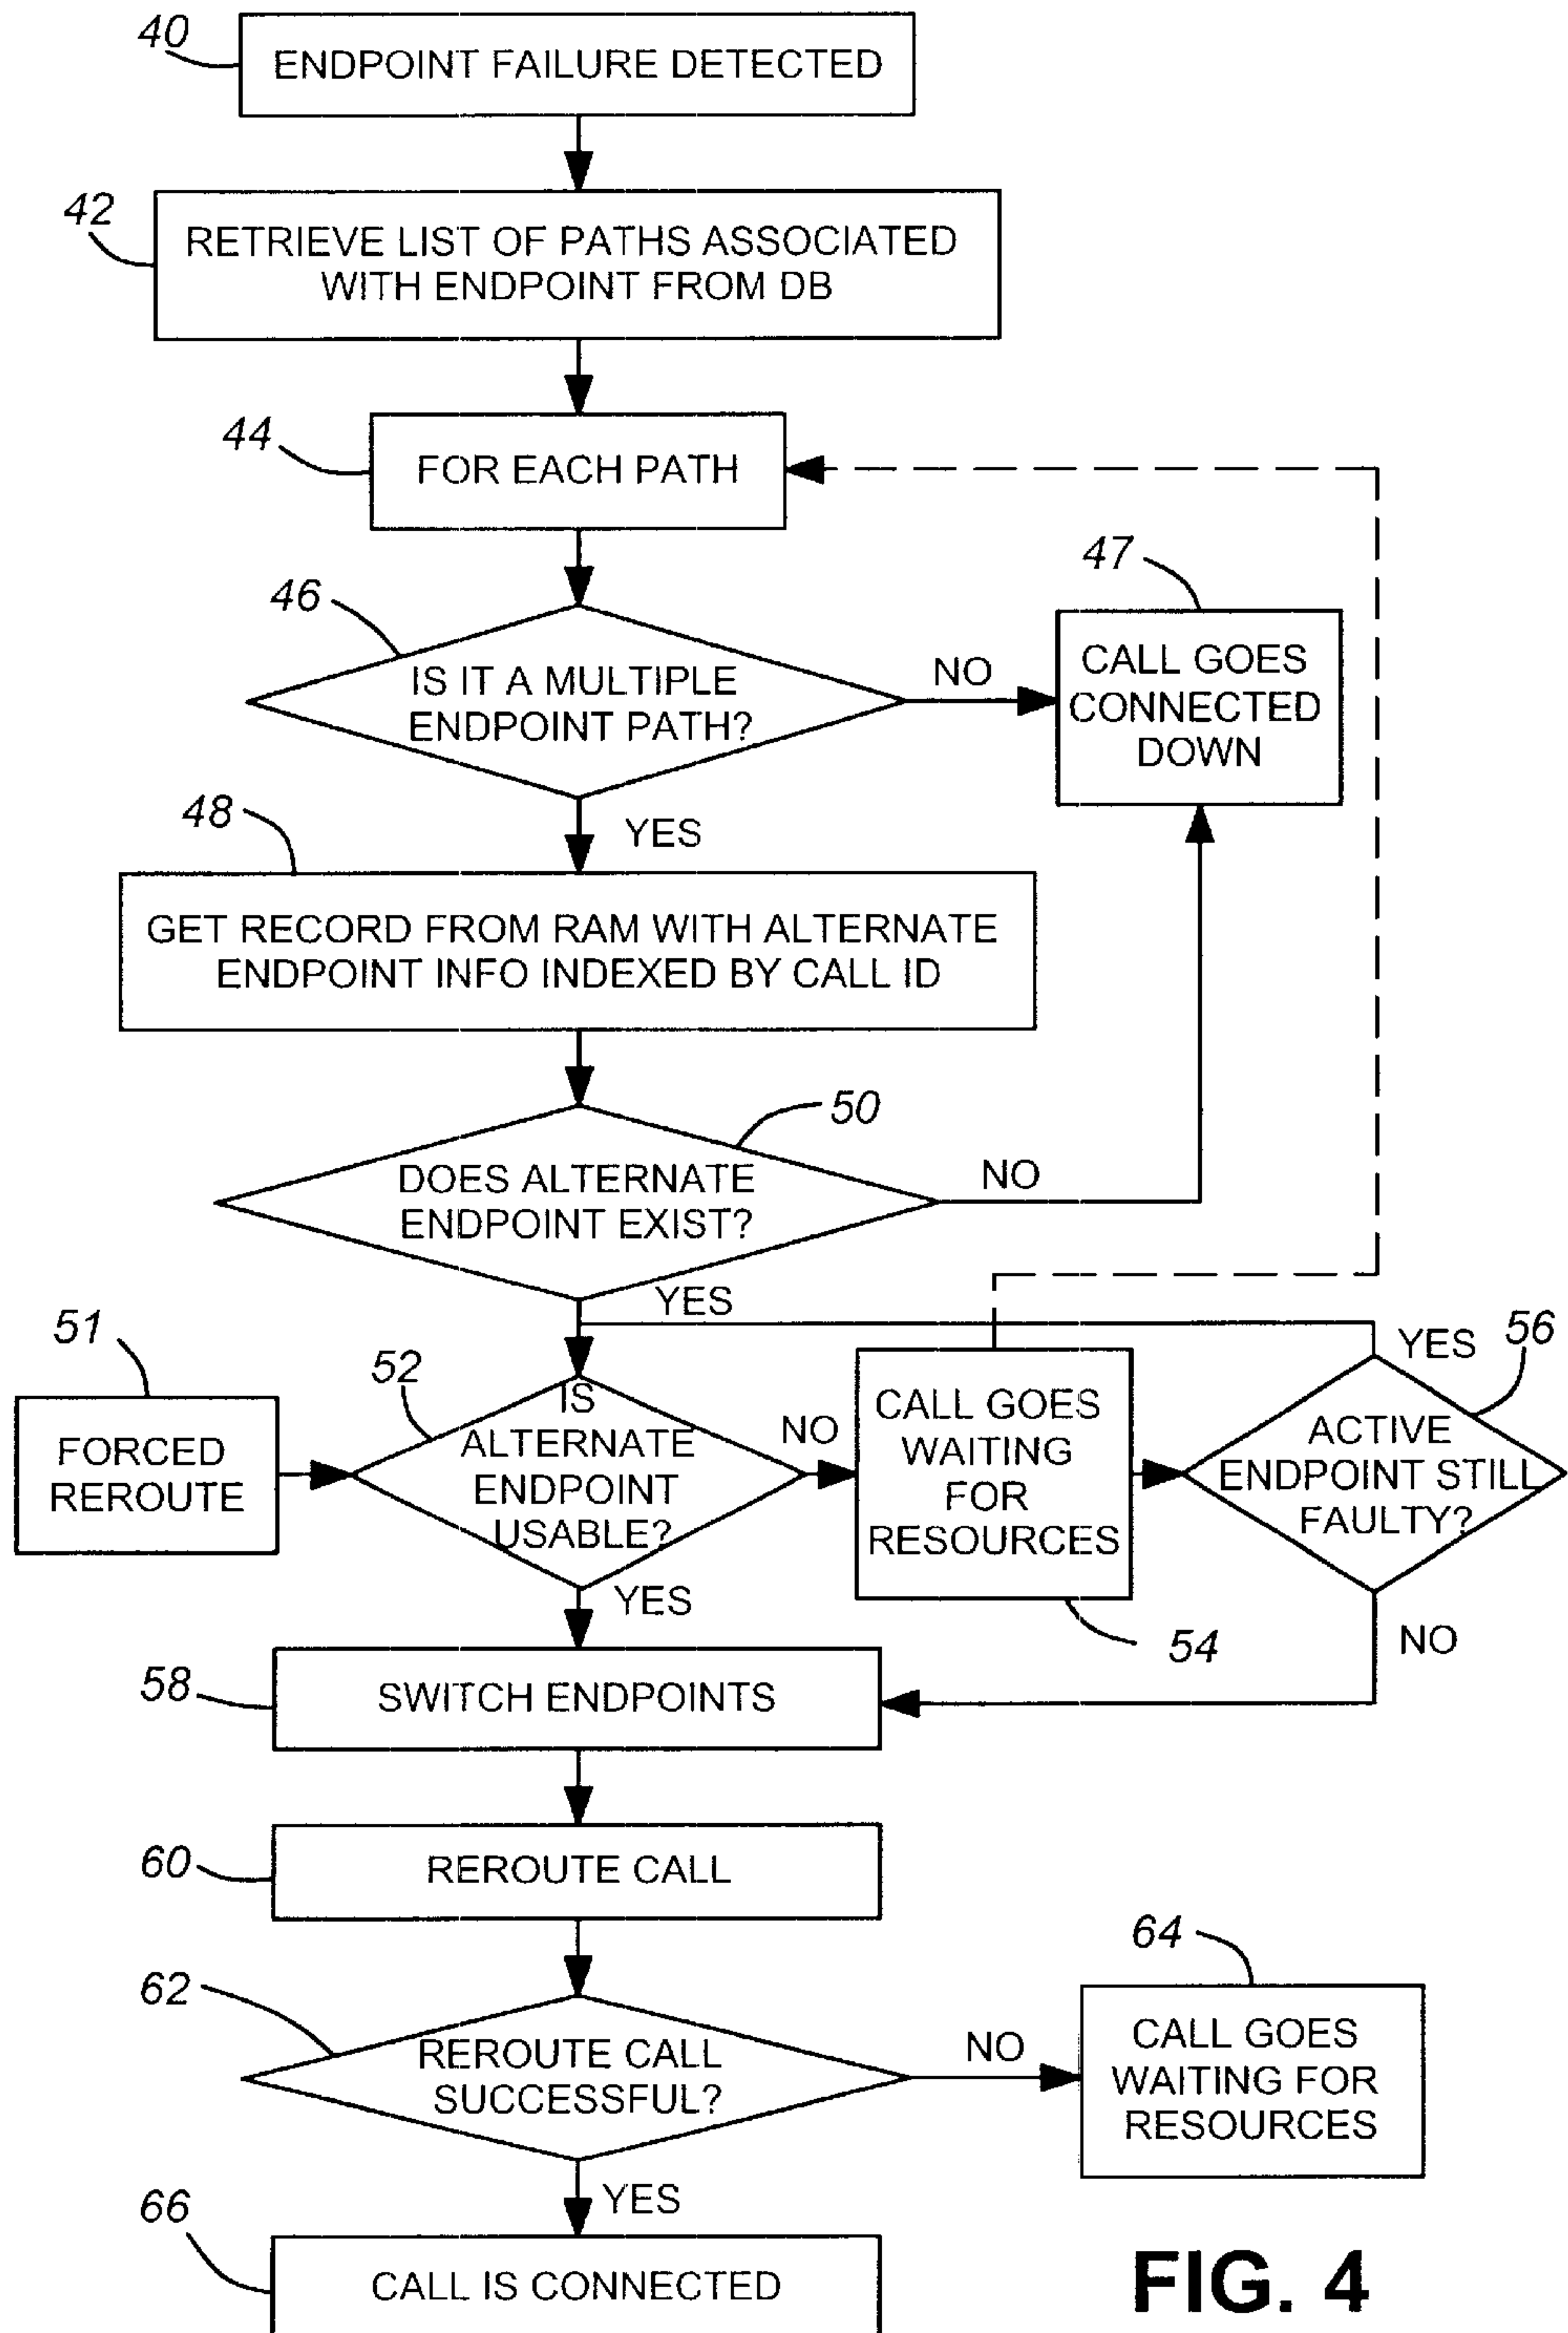 40
ENDPOINT FAILURE DETECTED
42
RETRIEVE LIST OF PATHS ASSOCIATED
WITH ENDPOINT FROM DB
44
FOR EACH PATH
46
IS IT A MULTIPLE
ENDPOINT PATH?
NO
47
CALL GOES
CONNECTED
DOWN
YES
48
GET RECORD FROM RAM WITH ALTERNATE
ENDPOINT INFO INDEXED BY CALL ID
50
DOES ALTERNATE
ENDPOINT EXIST?
NO
YES
51
FORCED
REROUTE
52
IS
ALTERNATE
ENDPOINT
USABLE?
NO
CALL GOES
WAITING
FOR
RESOURCES
54
YES
56
ACTIVE
ENDPOINT STILL
FAULTY?
NO
YES
58
SWITCH ENDPOINTS
60
REROUTE CALL
62
REROUTE CALL
SUCCESSFUL?
NO
64
CALL GOES
WAITING FOR
RESOURCES
YES
66
CALL IS CONNECTED
FIG. 4